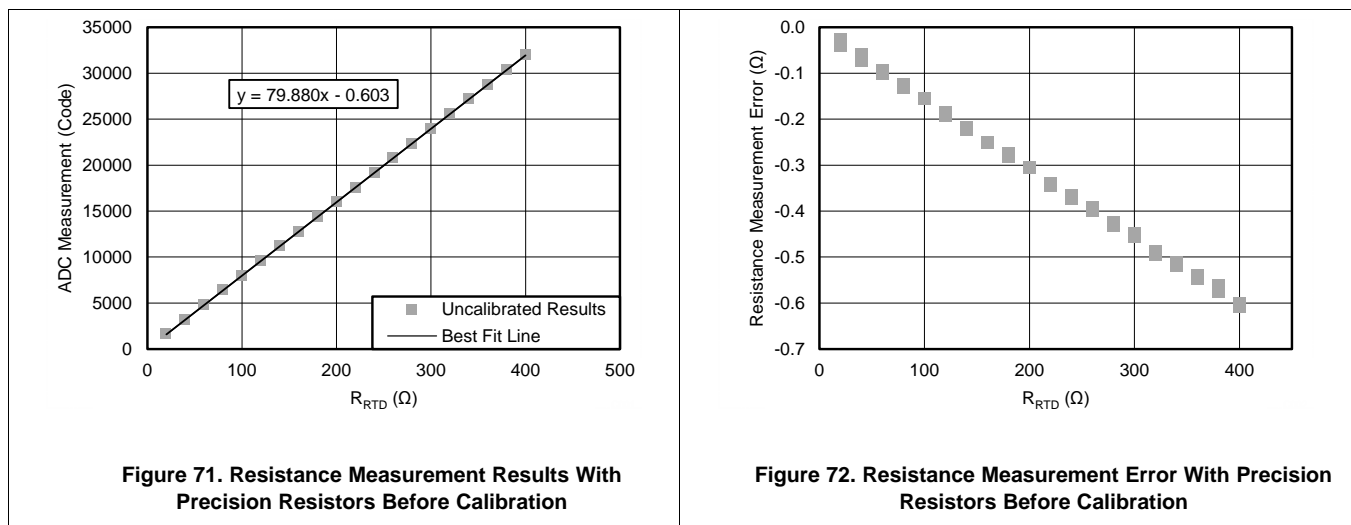 35000
30000
25000
20000
15000
10000
5000
0
ADC Measurement (Code)
y = 79.880x - 0.603
Uncalibrated Results
Best Fit Line
0 100 200 300 400 500
RRTD (Ω)
Figure 71. Resistance Measurement Results With
Precision Resistors Before Calibration
0.0
-0.1
-0.2
-0.3
-0.4
-0.5
-0.6
-0.7
Resistance Measurement Error (Ω)
0 100 200 300 400
RRTD (Ω)
Figure 72. Resistance Measurement Error With Precision
Resistors Before Calibration